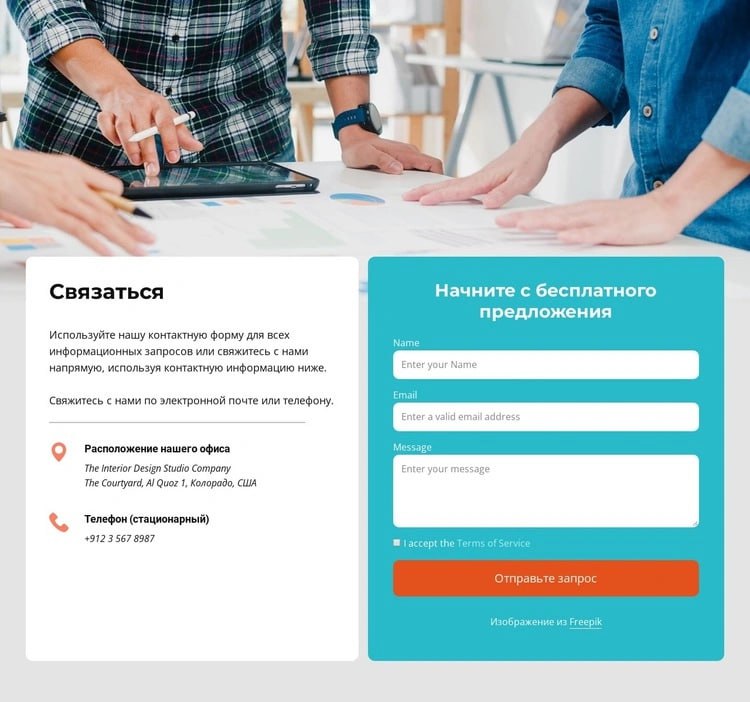 Связаться
Используйте нашу контактную форму для всех
информационных запросов или свяжитесь с нами
напрямую, используя контактную информацию ниже.
Свяжитесь с нами по электронной почте или телефону.
Расположение нашего офиса
The Interior Design Studio Company
The Courtyard, Al Quoz 1, Колорадо, США
Телефон (стационарный)
+912 3 567 8987
Начните с бесплатного
предложения
Name
Enter your Name
Email
Enter a valid email address
Message
Enter your message
I accept the Terms of Service
Отправьте запрос
Изображение из Freepik